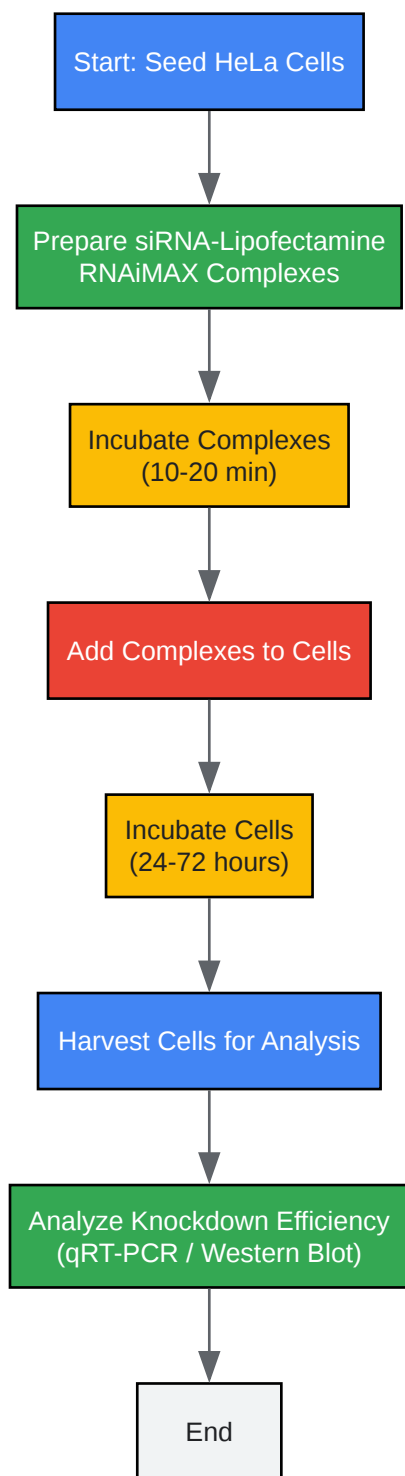 Start: Seed HeLa Cells
Prepare siRNA-Lipofectamine
RNAiMAX Complexes
Incubate Complexes
(10-20 min)
Add Complexes to Cells
Incubate Cells
(24-72 hours)
Harvest Cells for Analysis
Analyze Knockdown Efficiency
(qRT-PCR / Western Blot)
End